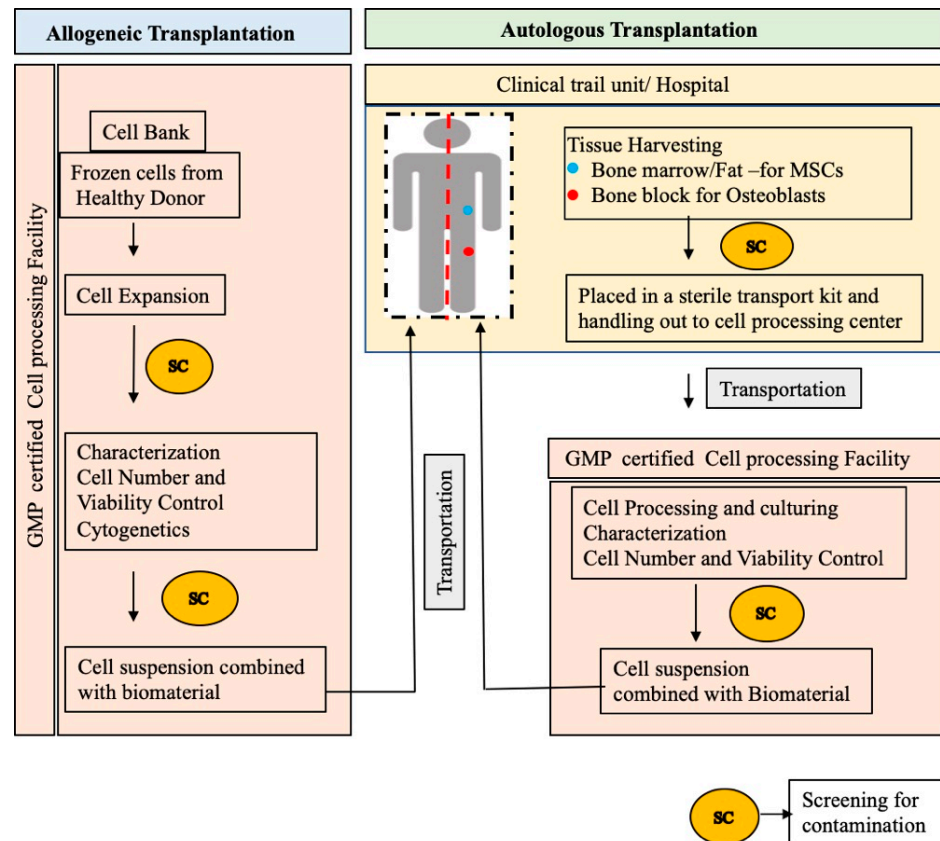 Allogeneic Transplantation
Autologous Transplantation
GMP certified Cell processing Facility
Cell Bank
Frozen cells from
Healthy Donor
Cell Expansion
SC
Characterization
Cell Number and
Viability Control
Cytogenetics
SC
Cell suspension combined
with biomaterial
Transportation
Clinical trail unit/ Hospital
Tissue Harvesting
Bone marrow/Fat –for MSCs
Bone block for Osteoblasts
SC
Placed in a sterile transport kit and
handling out to cell processing center
Transportation
GMP certified Cell processing Facility
Cell Processing and culturing
Characterization
Cell Number and Viability Control
SC
Cell suspension
combined with Biomaterial
SC
Screening for
contamination